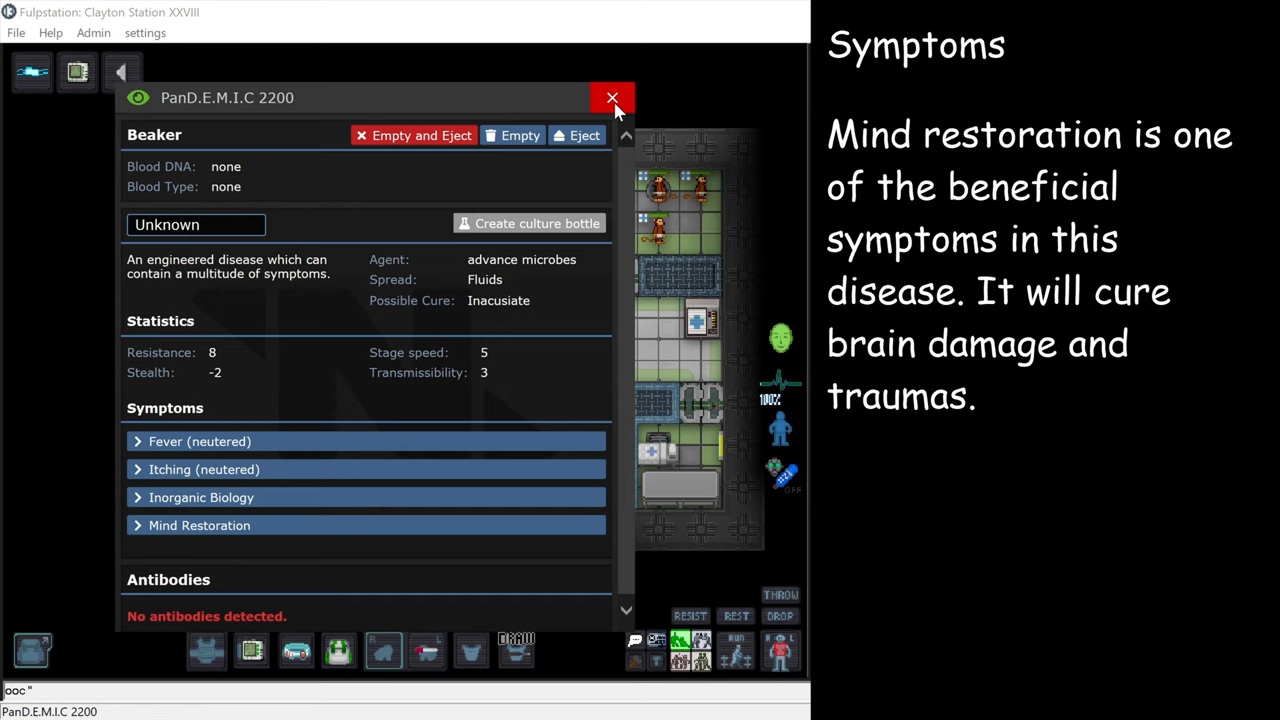 Fulpstation: Clayton Station XXVIII
File Help Admin settings
PanD.E.M.I.C 2200
Beaker
Empty and Eject
Empty
Eject
Blood DNA: none
Blood Type: none
Unknown
Create culture bottle
An engineered disease which can
contain a multitude of symptoms.
Agent: advance microbes
Spread: Fluids
Possible Cure: Inacusiate
Statistics
Resistance: 8
Stage speed: 5
Stealth: -2
Transmissibility: 3
Symptoms
Fever (neutered)
Itching (neutered)
Inorganic Biology
Mind Restoration
Antibodies
No antibodies detected.
100%
OFF
THROW
RESIST REST DROP
DRAW
R
L
RUN
R L
ooc "
PanD.E.M.I.C 2200
Symptoms
Mind restoration is one
of the beneficial
symptoms in this
disease. It will cure
brain damage and
traumas.